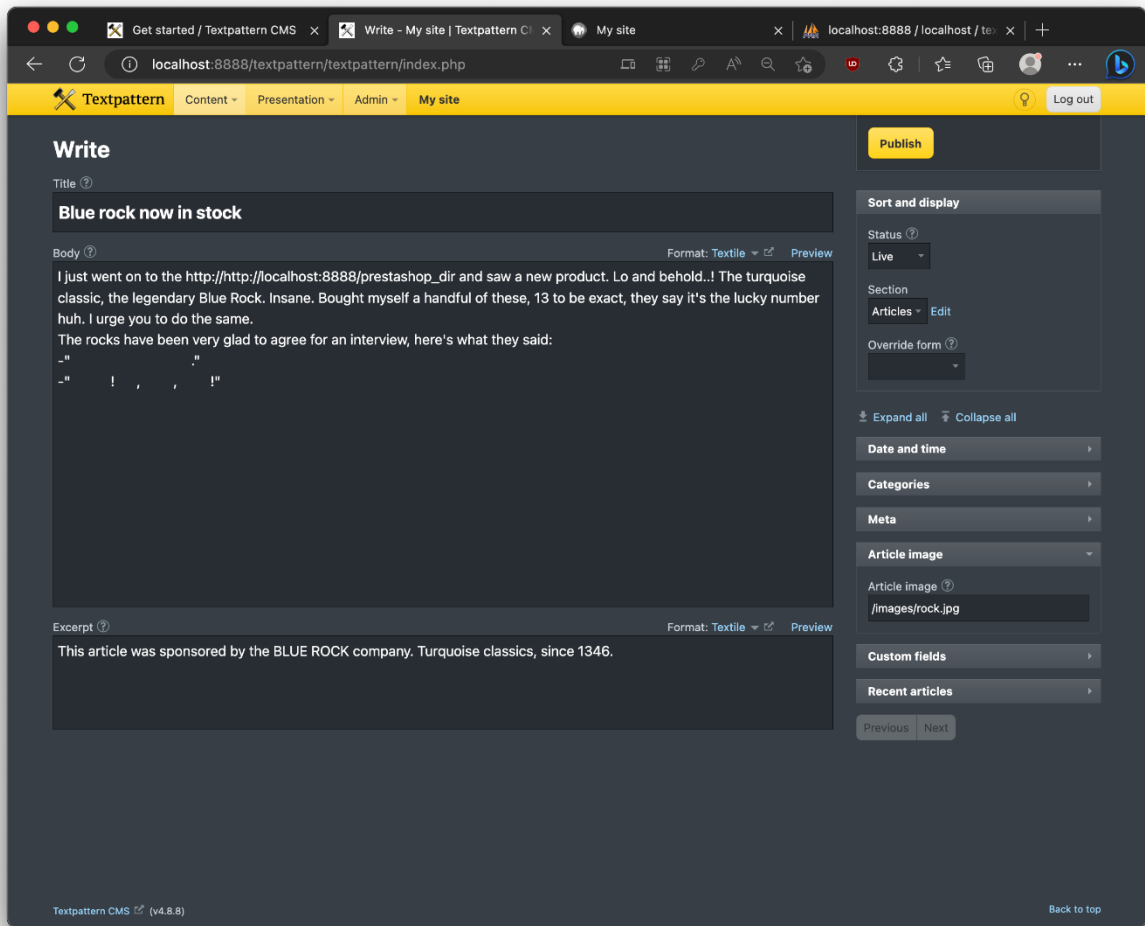 Get started / Textpattern CMS
Write - My site | Textpattern C
My site
localhost:8888 / localhost / tex
localhost:8888/textpattern/textpattern/index.php
Textpattern Content Presentation Admin My site Log out
Write
Title
Blue rock now in stock
Body Format: Textile Preview
I just went on to the http://http://localhost:8888/prestashop_dir and saw a new product. Lo and behold..! The turquoise
classic, the legendary Blue Rock. Insane. Bought myself a handful of these, 13 to be exact, they say it's the lucky number
huh. I urge you to do the same.
The rocks have been very glad to agree for an interview, here's what they said:
-" ."
-" ! , , !"
Excerpt Format: Textile Preview
This article was sponsored by the BLUE ROCK company. Turquoise classics, since 1346.
Publish
Sort and display
Status
Live
Section
Articles Edit
Override form
Expand all Collapse all
Date and time
Categories
Meta
Article image
Article image
/images/rock.jpg
Custom fields
Recent articles
Previous Next
Textpattern CMS (v4.8.8)
Back to top